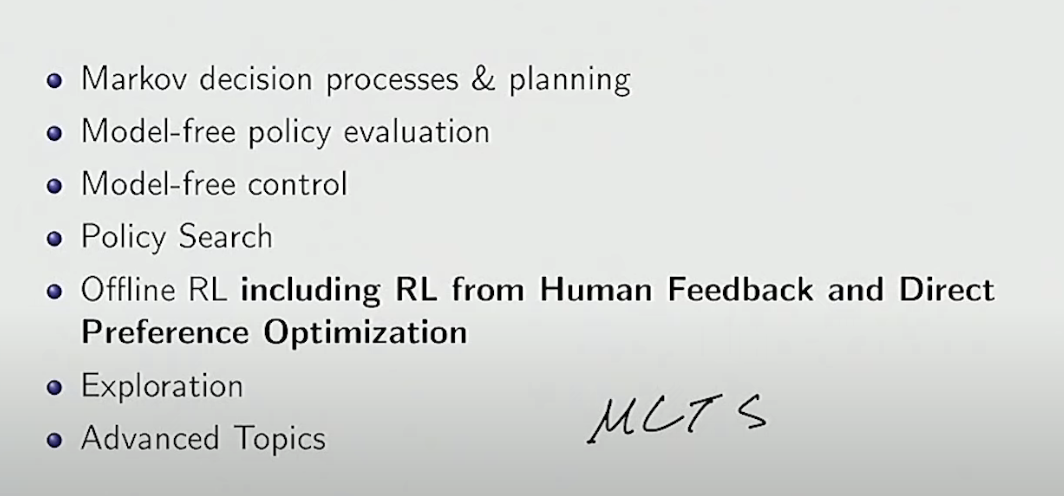 Markov decision processes & planning
Model-free policy evaluation
Model-free control
Policy Search
Offline RL including RL from Human Feedback and Direct
Preference Optimization
Exploration
Advanced Topics
MCTS